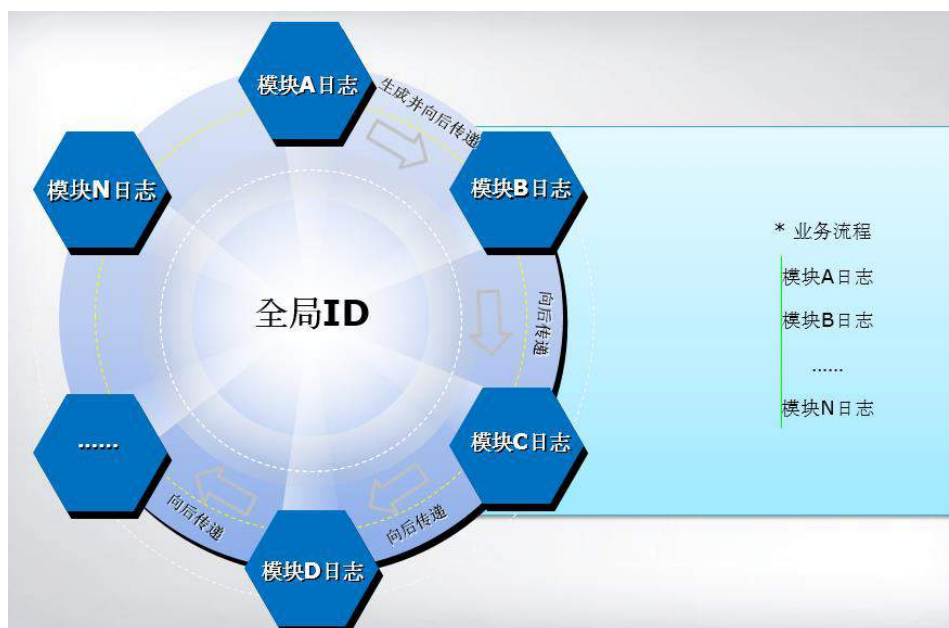 模块A日志
生成并向后传递
模块N日志
模块B日志
全局ID
向后传递
......
模块C日志
向后传递
向后传递
模块D日志
* 业务流程
模块A日志
模块B日志
......
模块N日志